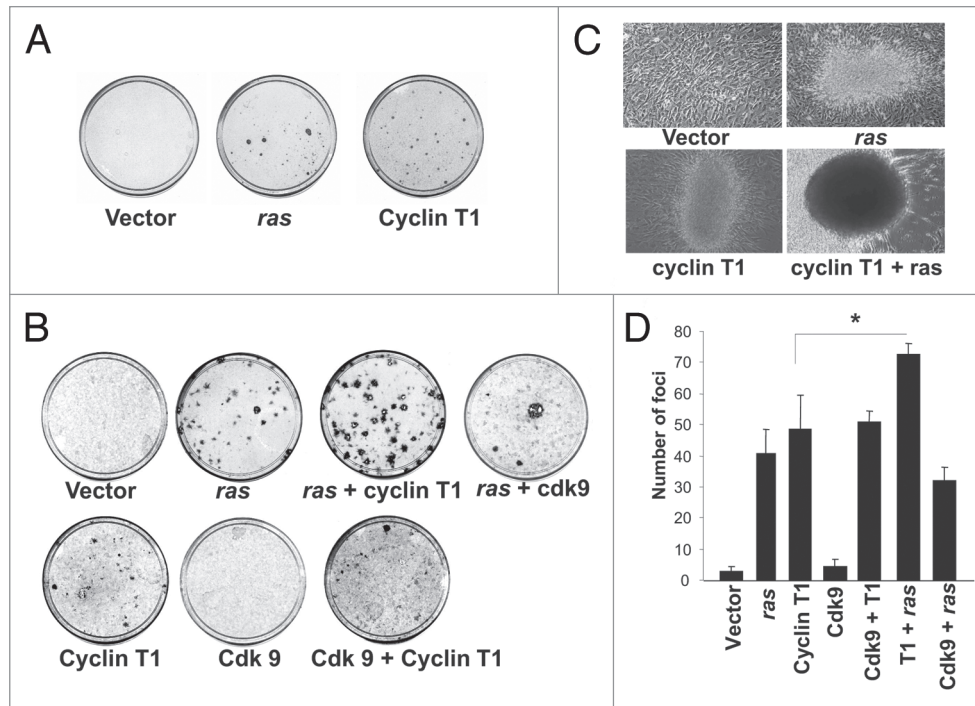 A
Vector ras Cyclin T1
B
Vector ras ras + cyclin T1 ras + cdk9
Cyclin T1 Cdk 9 Cdk 9 + Cyclin T1
C
Vector ras
cyclin T1 cyclin T1 + ras
D
*
Number of foci
80
70
60
50
40
30
20
10
0
Vector
ras
Cyclin T1
Cdk9
Cdk9 + T1
T1 + ras
Cdk9 + ras